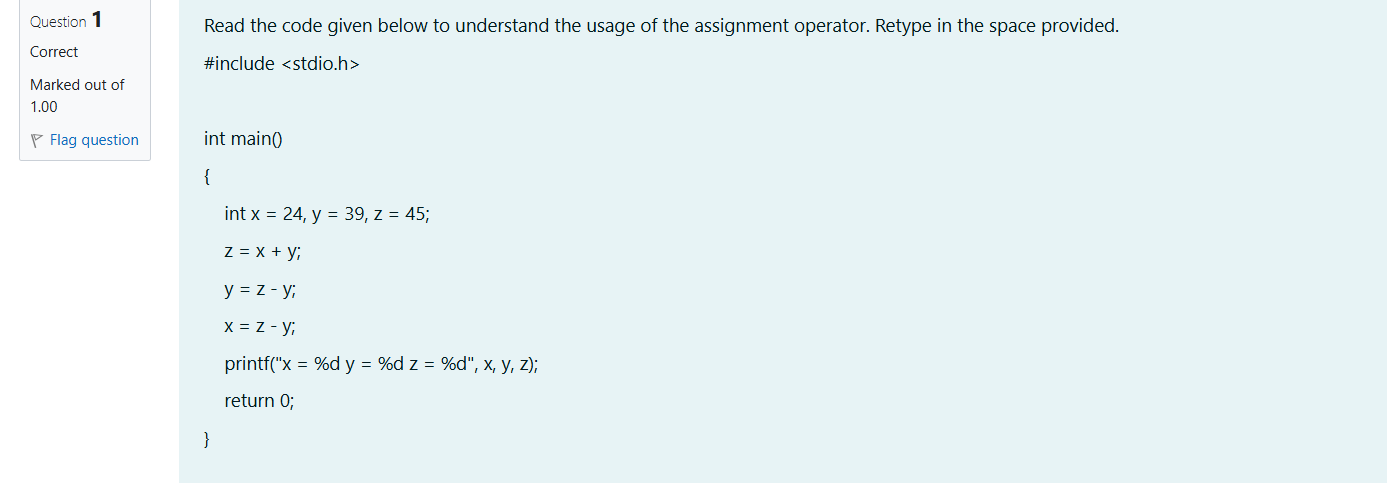 Question 1
Correct
Marked out of
1.00
Flag question
Read the code given below to understand the usage of the assignment operator. Retype in the space provided.
#include <stdio.h>
int main()
{
int x = 24, y = 39, z = 45;
z = x + y;
y = z - y;
x = z - y;
printf("x = %d y = %d z = %d", x, y, z);
return 0;
}